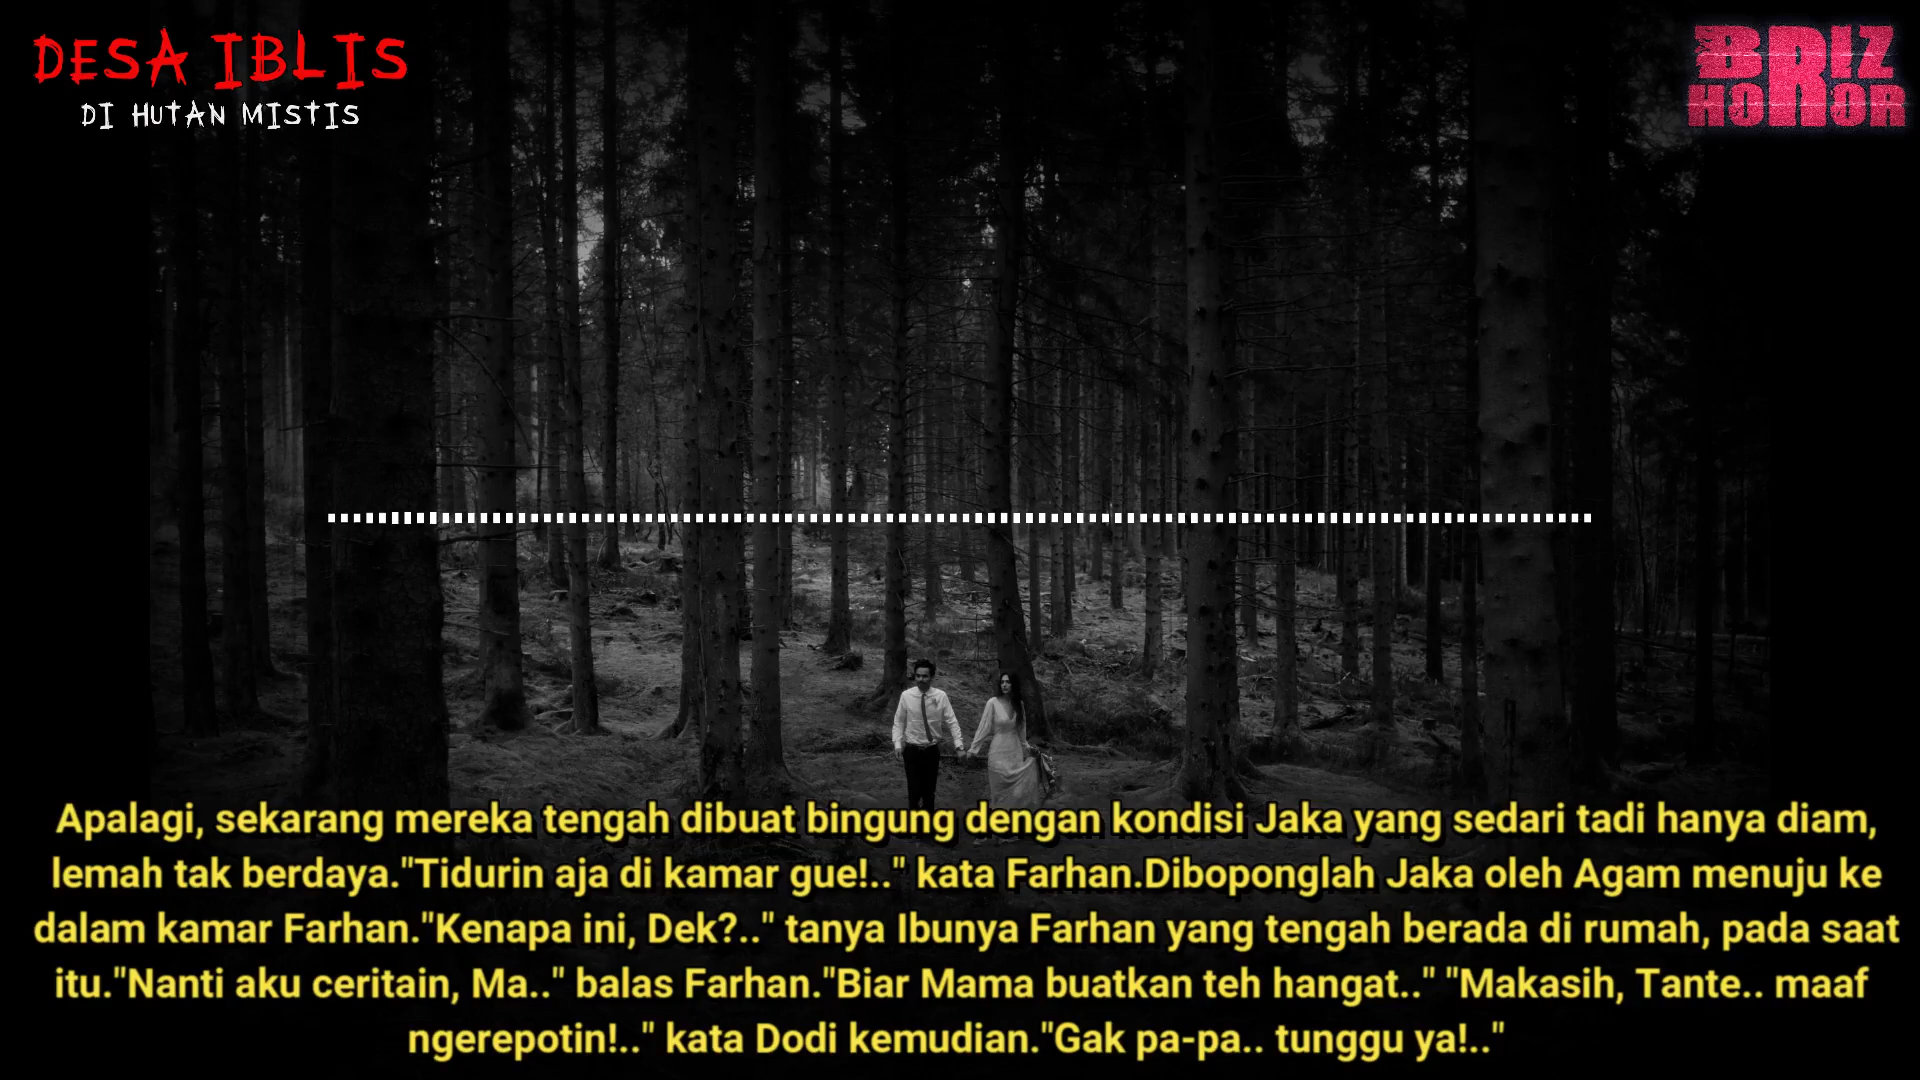 DESA IBLIS
DI HUTAN MISTIS
BRIZ
HOROR
Apalagi, sekarang mereka tengah dibuat bingung dengan kondisi Jaka yang sedari tadi hanya diam,
lemah tak berdaya."Tidurin aja di kamar gue!.." kata Farhan.Diboponglah Jaka oleh Agam menuju ke
dalam kamar Farhan."Kenapa ini, Dek?.." tanya Ibunya Farhan yang tengah berada di rumah, pada saat
itu."Nanti aku ceritain, Ma.." balas Farhan."Biar Mama buatkan teh hangat.." "Makasih, Tante.. maaf
ngerepotin!.." kata Dodi kemudian."Gak pa-pa.. tunggu ya!.."